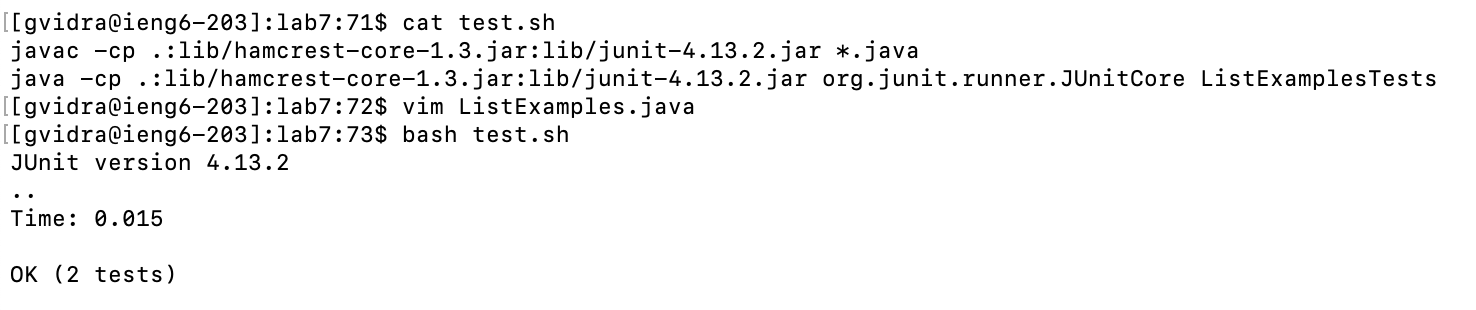 [[gvidra@ieng6-203]:lab7:71$ cat test.sh
javac -cp .:lib/hamcrest-core-1.3.jar:lib/junit-4.13.2.jar *.java
java -cp .:lib/hamcrest-core-1.3.jar:lib/junit-4.13.2.jar org.junit.runner.JUnitCore ListExamplesTests
[[gvidra@ieng6-203]:lab7:72$ vim ListExamples.java
[[gvidra@ieng6-203]:lab7:73$ bash test.sh
JUnit version 4.13.2
..
Time: 0.015
OK (2 tests)